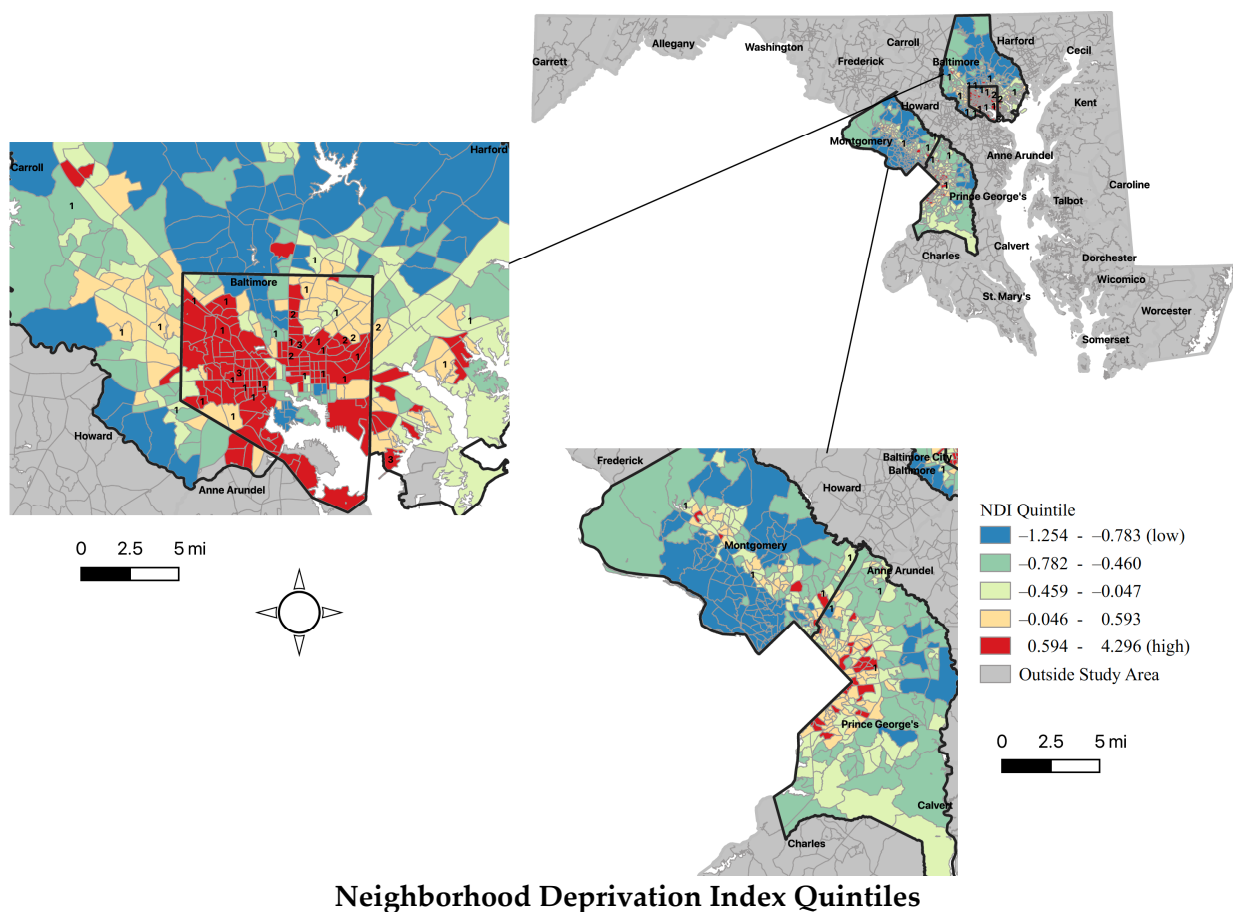 Garrett
Allegany
Washington
Frederick
Carroll
Baltimore
Harford
Cecil
Kent
Howard
Montgomery
Anne Arundel
Prince George's
Caroline
Talbot
Calvert
Charles
Dorchester
Wicomico
St. Mary's
Worcester
Somerset
Carroll
Harford
Baltimore
Howard
Anne Arundel
0 2.5 5 mi
Frederick
Baltimore City
Baltimore
Howard
Montgomery
Anne Arundel
Prince George's
Calvert
Charles
NDI Quintile
–1.254 - –0.783 (low)
–0.782 - –0.460
–0.459 - –0.047
–0.046 - 0.593
0.594 - 4.296 (high)
Outside Study Area
0 2.5 5 mi
Neighborhood Deprivation Index Quintiles